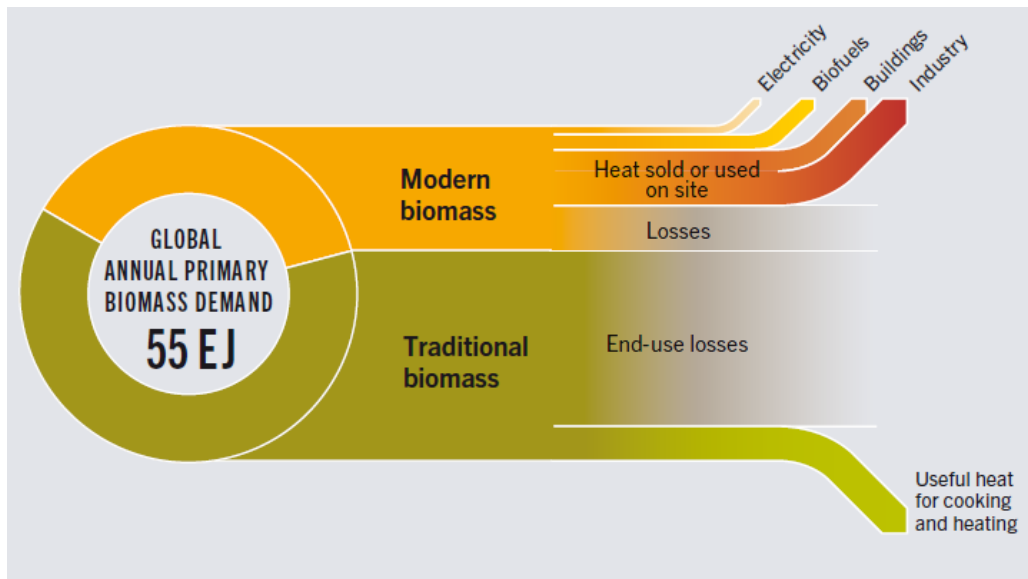 Electricity
Biofuels
Buildings
Industry
Modern
biomass
Heat sold or used
on site
Losses
GLOBAL
ANNUAL PRIMARY
BIOMASS DEMAND
55 EJ
Traditional
biomass
End-use losses
Useful heat
for cooking
and heating